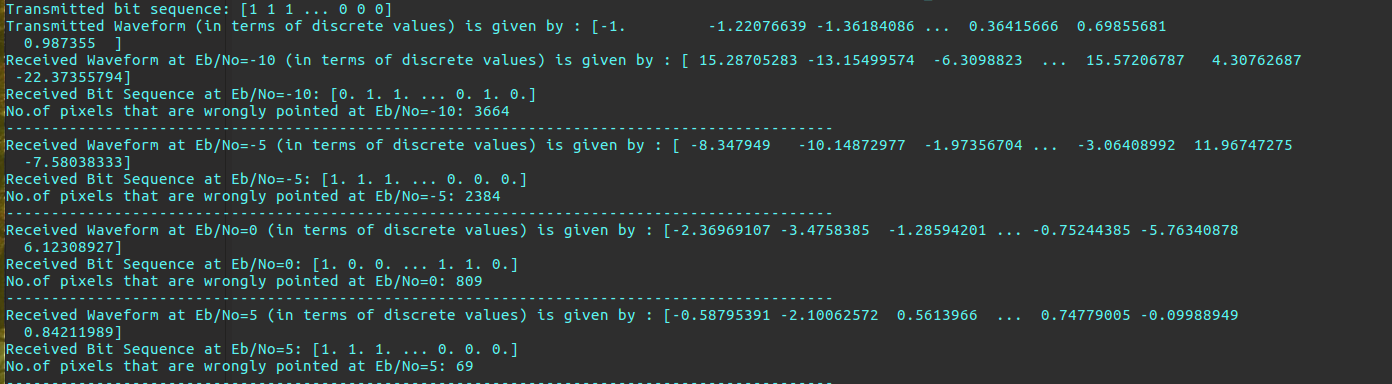 Transmitted bit sequence: [1 1 1 ... 0 0 0]
Transmitted Waveform (in terms of discrete values) is given by : [-1.         -1.22076639 -1.36184086 ...  0.36415666  0.69855681
  0.987355  ]
Received Waveform at Eb/No=-10 (in terms of discrete values) is given by : [ 15.28705283 -13.15499574  -6.3098823  ...  15.57206787   4.30762687
 -22.37355794]
Received Bit Sequence at Eb/No=-10: [0. 1. 1. ... 0. 1. 0.]
No.of pixels that are wrongly pointed at Eb/No=-10: 3664
--------------------------------------------------------------------------------------------
Received Waveform at Eb/No=-5 (in terms of discrete values) is given by : [ -8.347949   -10.14872977  -1.97356704 ...  -3.06408992  11.96747275
  -7.58038333]
Received Bit Sequence at Eb/No=-5: [1. 1. 1. ... 0. 0. 0.]
No.of pixels that are wrongly pointed at Eb/No=-5: 2384
--------------------------------------------------------------------------------------------
Received Waveform at Eb/No=0 (in terms of discrete values) is given by : [-2.36969107 -3.4758385  -1.28594201 ... -0.75244385 -5.76340878
  6.12308927]
Received Bit Sequence at Eb/No=0: [1. 0. 0. ... 1. 1. 0.]
No.of pixels that are wrongly pointed at Eb/No=0: 809
--------------------------------------------------------------------------------------------
Received Waveform at Eb/No=5 (in terms of discrete values) is given by : [-0.58795391 -2.10062572  0.5613966  ...  0.74779005 -0.09988949
  0.84211989]
Received Bit Sequence at Eb/No=5: [1. 1. 1. ... 0. 0. 0.]
No.of pixels that are wrongly pointed at Eb/No=5: 69
--------------------------------------------------------------------------------------------